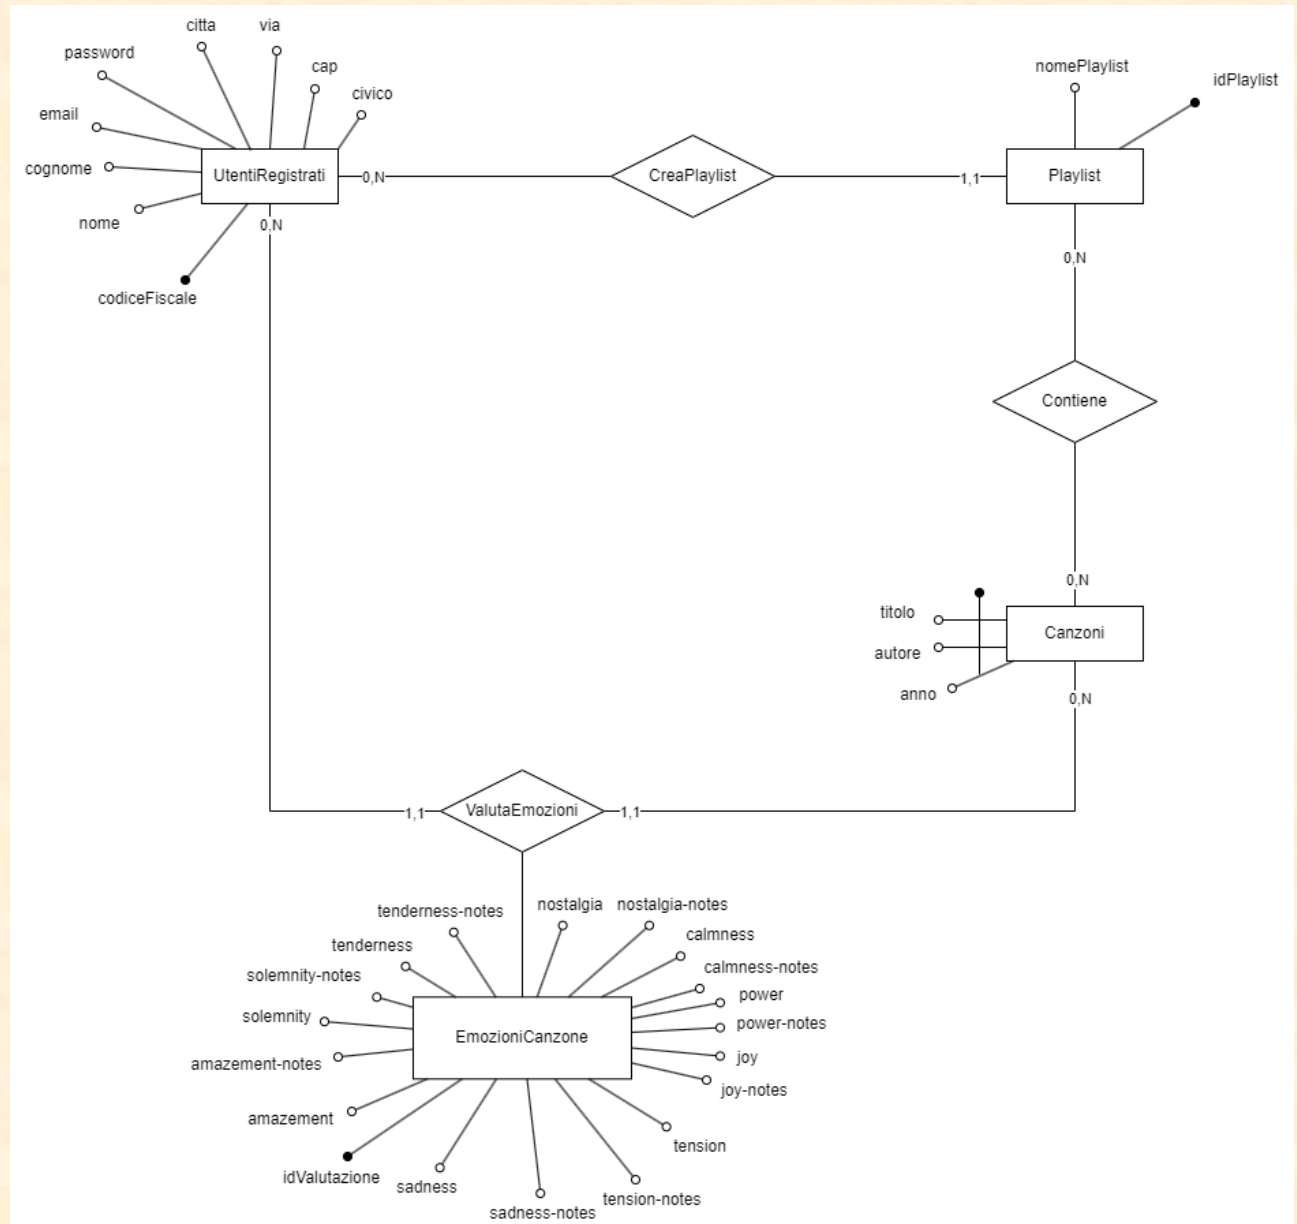 citta
via
password
cap
civico
email
cognome
nome
codiceFiscale
UtentiRegistrati
0,N
0,N
CreaPlaylist
1,1
nomePlaylist
idPlaylist
Playlist
0,N
Contiene
0,N
titolo
autore
anno
Canzoni
0,N
1,1
ValutaEmozioni
1,1
tenderness-notes
nostalgia
nostalgia-notes
tenderness
calmness
solemnity-notes
calmness-notes
solemnity
power
power-notes
EmozioniCanzone
amazement-notes
joy
joy-notes
amazement
tension
idValutazione
sadness
tension-notes
sadness-notes